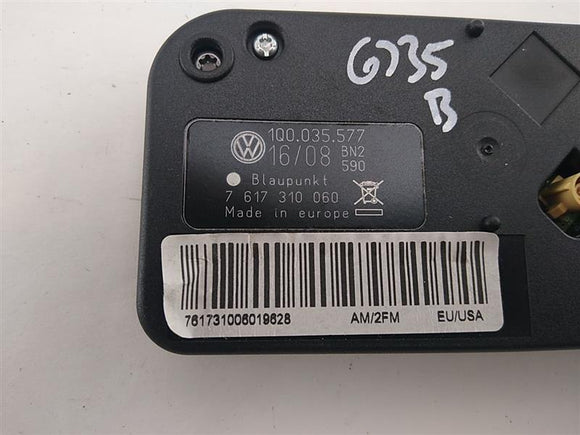 G735
B
1Q0.035.577
16/08 BN2
590
Blaupunkt
7 617 310 060
Made in europe
761731006019628 AM/2FM EU/USA